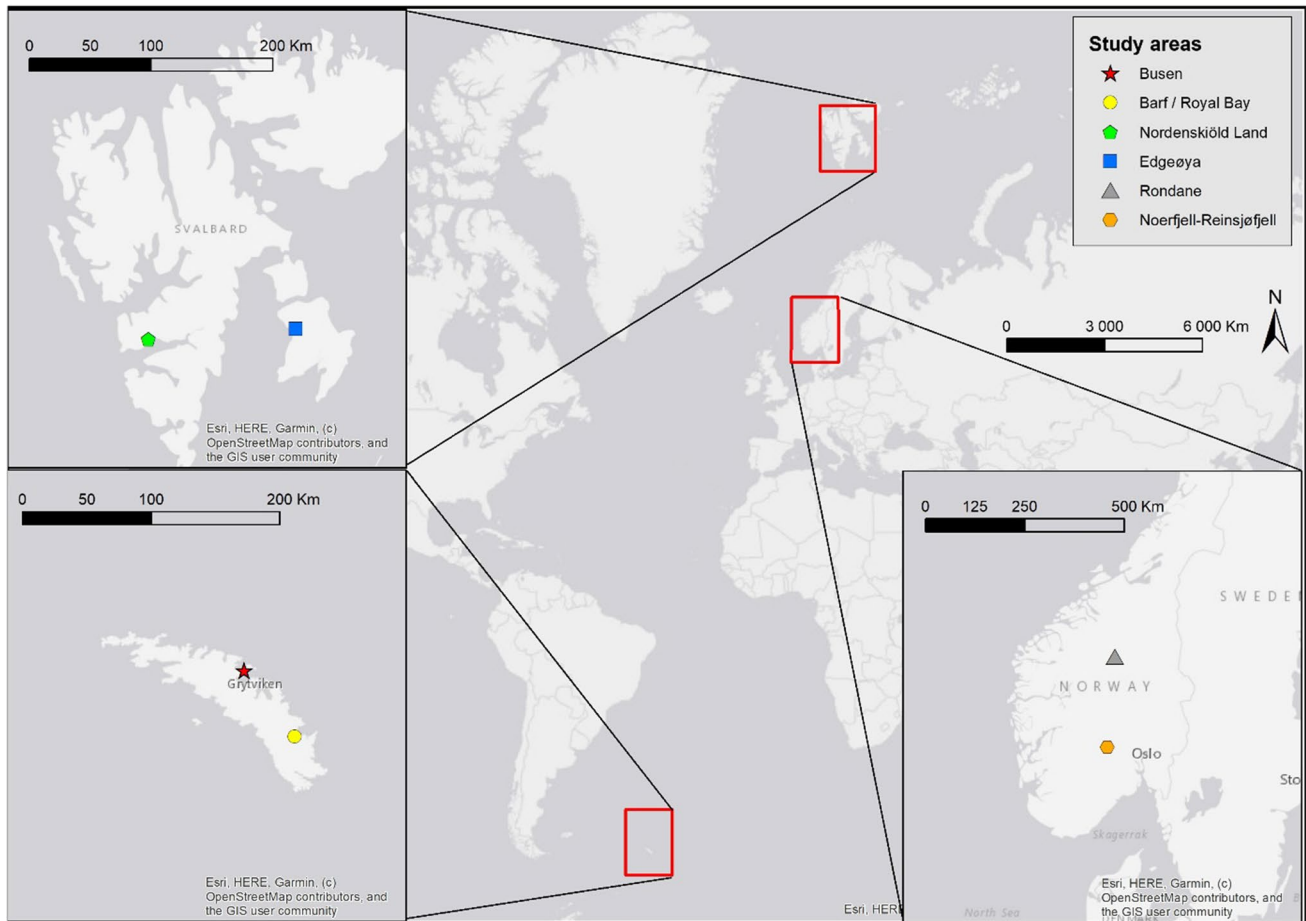 0 50 100 200 Km
SVALBARD
Esri, HERE, Garmin, (c)
OpenStreetMap contributors, and
the GIS user community
Study areas
Busen
Barf / Royal Bay
Nordenskiöld Land
Edgeøya
Rondane
Noerfjell-Reinsjøfjell
N
0 3 000 6 000 Km
0 50 100 200 Km
Grytviken
Esri, HERE, Garmin, (c)
OpenStreetMap contributors, and
the GIS user community
Esri, HERE
0 125 250 500 Km
SWEDEN
NORWAY
Oslo
Sto
Skagerrak
Esri, HERE, Garmin, (c)
OpenStreetMap contributors, and
the GIS user community
DENMARK
North Sea